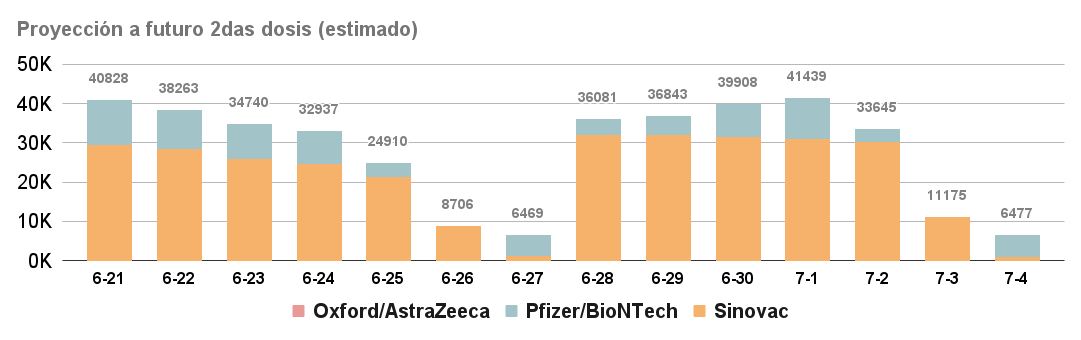 Proyección a futuro 2das dosis (estimado)
50K
40K
30K
20K
10K
0K
40828
38263
34740
32937
24910
8706
6469
36081
36843
39908
41439
33645
11175
6477
6-21
6-22
6-23
6-24
6-25
6-26
6-27
6-28
6-29
6-30
7-1
7-2
7-3
7-4
Oxford/AstraZeeca
Pfizer/BioNTech
Sinovac